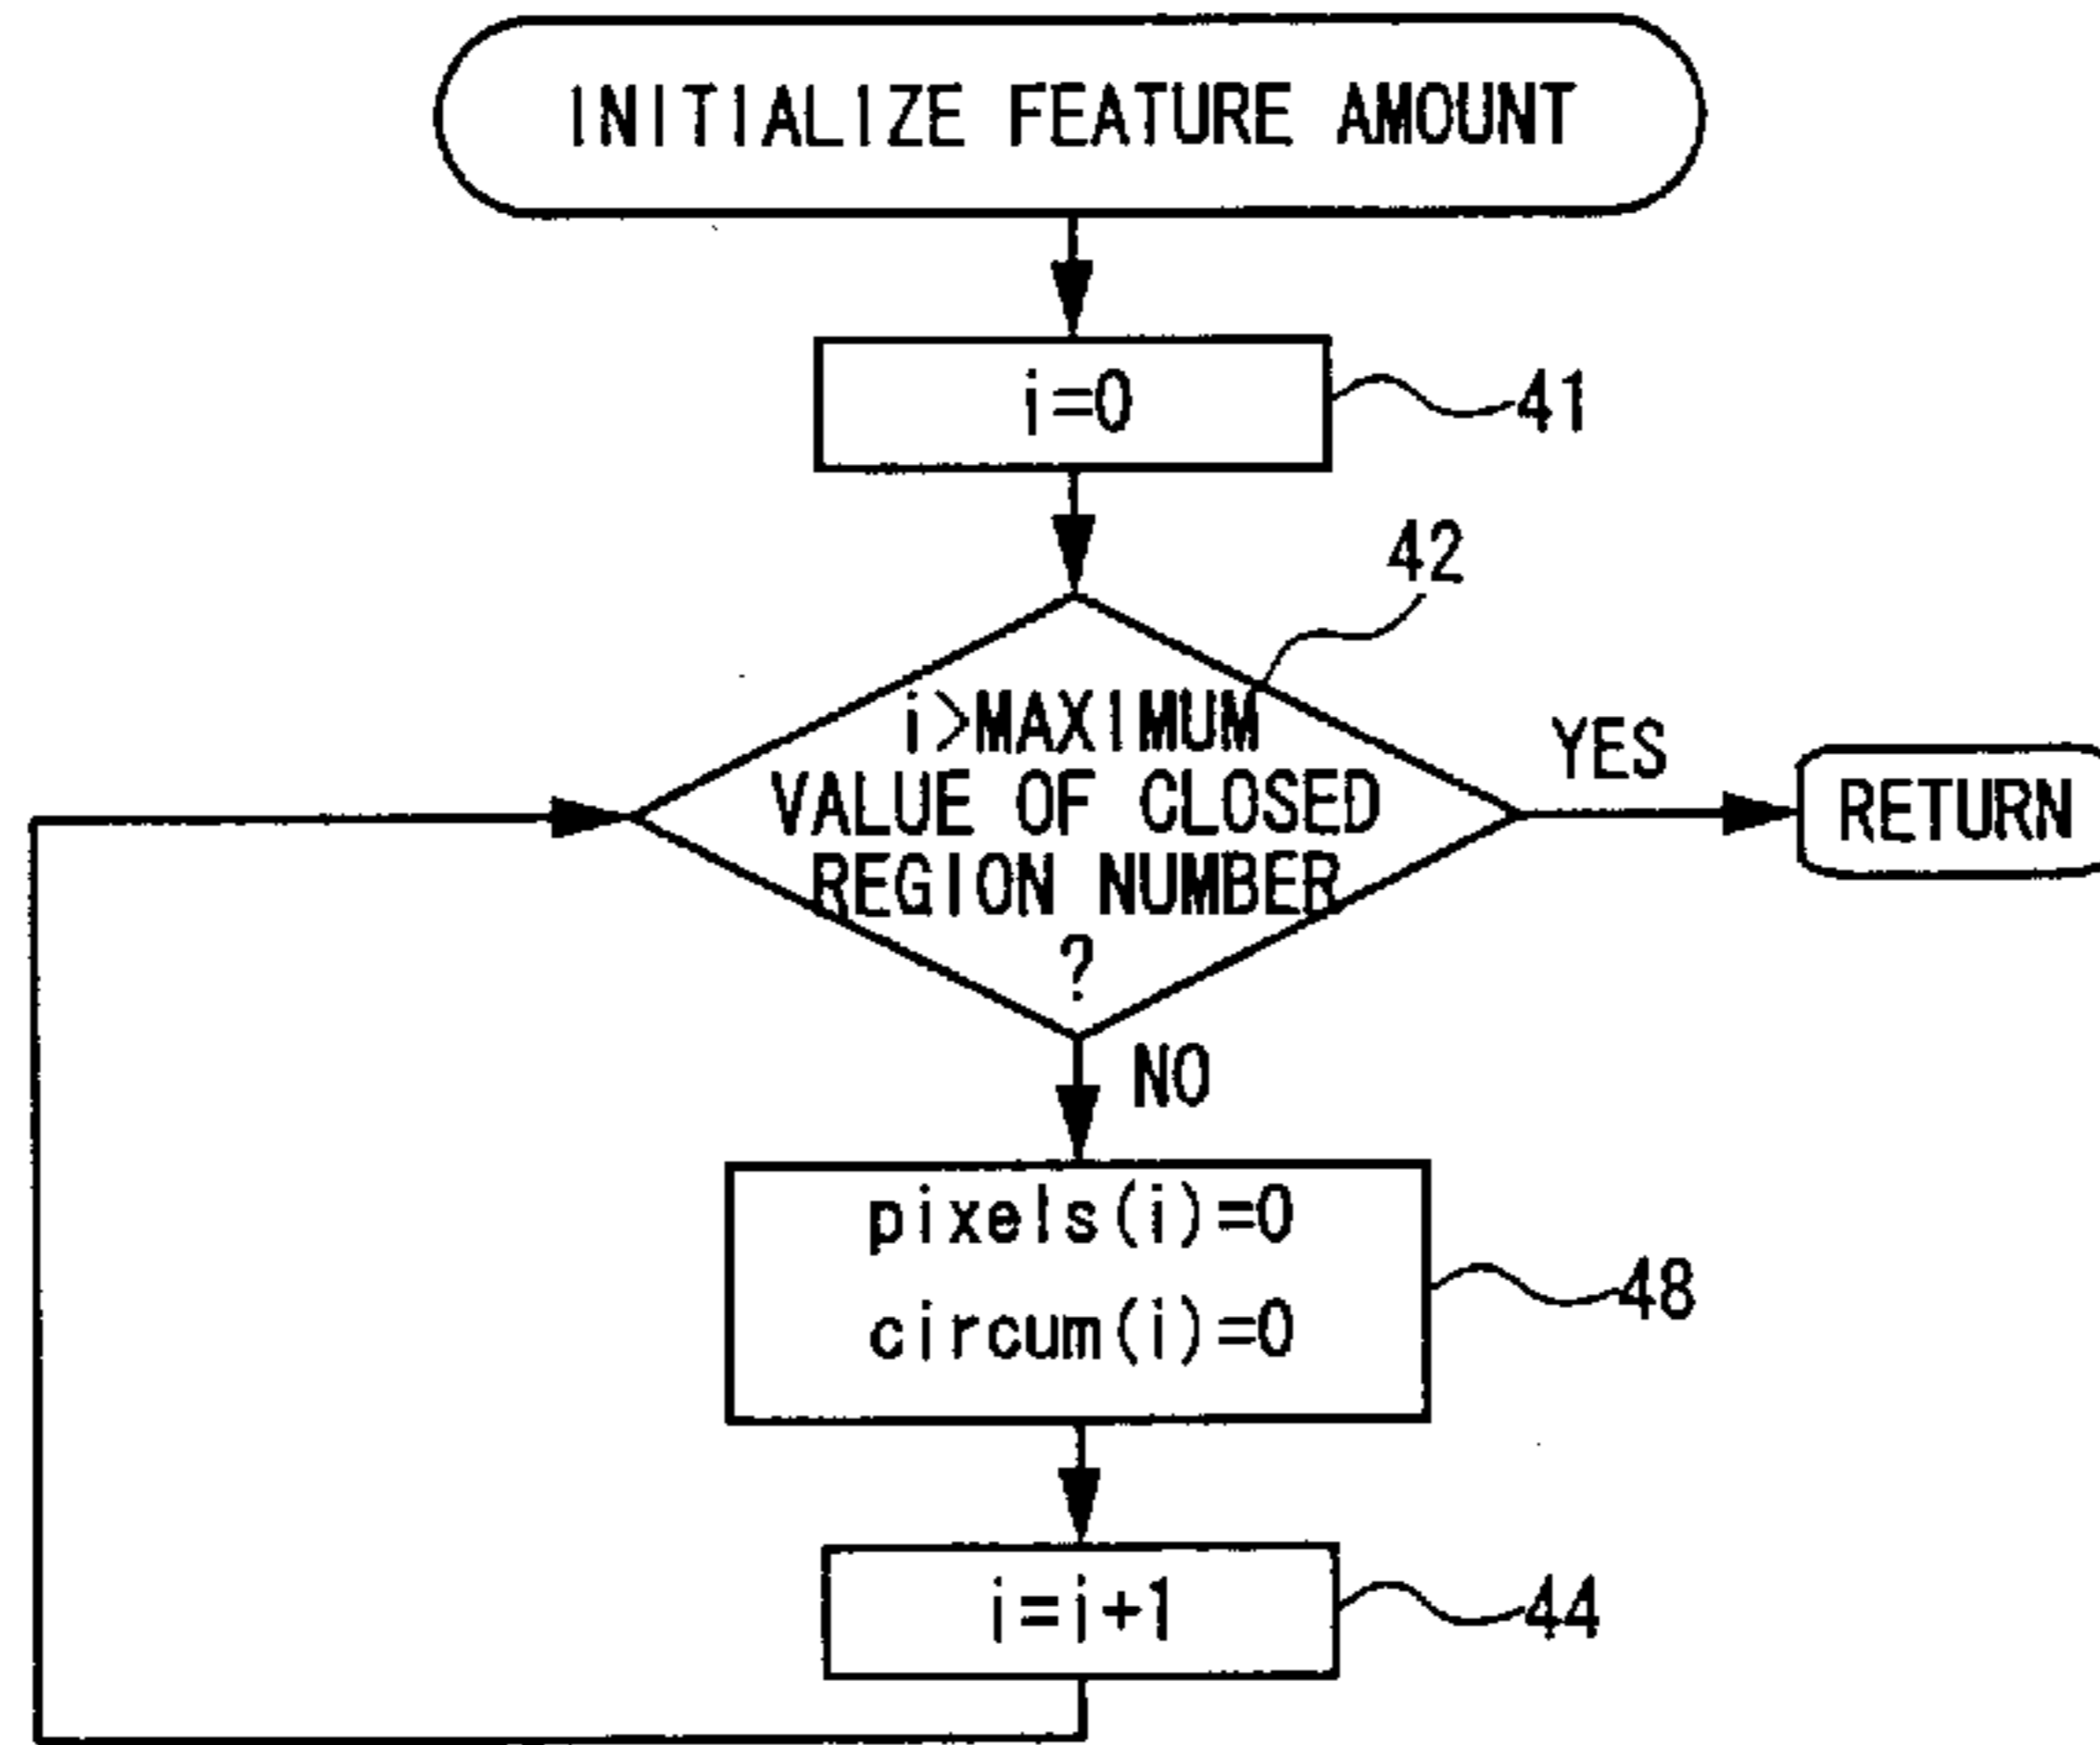 INITIALIZE FEATURE AMOUNT
i=0
41
42
i>MAXIMUM
VALUE OF CLOSED
REGION NUMBER
?
YES
RETURN
NO
pixels(i)=0
circum(i)=0
48
i=i+1
44